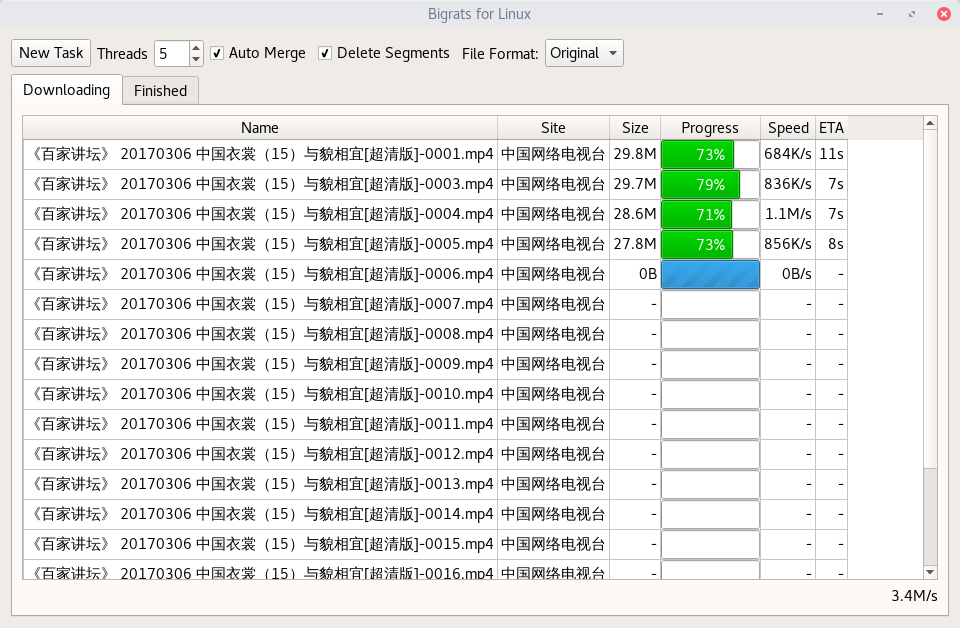 Bigrats for Linux
New Task Threads 5 Auto Merge Delete Segments File Format: Original
Downloading Finished
Name Site Size Progress Speed ETA
《百家讲坛》 20170306 中国衣裳（15）与貌相宜[超清版]-0001.mp4 中国网络电视台 29.8M 73% 684K/s 11s
《百家讲坛》 20170306 中国衣裳（15）与貌相宜[超清版]-0003.mp4 中国网络电视台 29.7M 79% 836K/s 7s
《百家讲坛》 20170306 中国衣裳（15）与貌相宜[超清版]-0004.mp4 中国网络电视台 28.6M 71% 1.1M/s 7s
《百家讲坛》 20170306 中国衣裳（15）与貌相宜[超清版]-0005.mp4 中国网络电视台 27.8M 73% 856K/s 8s
《百家讲坛》 20170306 中国衣裳（15）与貌相宜[超清版]-0006.mp4 中国网络电视台 0B 0B/s -
《百家讲坛》 20170306 中国衣裳（15）与貌相宜[超清版]-0007.mp4 中国网络电视台 - - -
《百家讲坛》 20170306 中国衣裳（15）与貌相宜[超清版]-0008.mp4 中国网络电视台 - - -
《百家讲坛》 20170306 中国衣裳（15）与貌相宜[超清版]-0009.mp4 中国网络电视台 - - -
《百家讲坛》 20170306 中国衣裳（15）与貌相宜[超清版]-0010.mp4 中国网络电视台 - - -
《百家讲坛》 20170306 中国衣裳（15）与貌相宜[超清版]-0011.mp4 中国网络电视台 - - -
《百家讲坛》 20170306 中国衣裳（15）与貌相宜[超清版]-0012.mp4 中国网络电视台 - - -
《百家讲坛》 20170306 中国衣裳（15）与貌相宜[超清版]-0013.mp4 中国网络电视台 - - -
《百家讲坛》 20170306 中国衣裳（15）与貌相宜[超清版]-0014.mp4 中国网络电视台 - - -
《百家讲坛》 20170306 中国衣裳（15）与貌相宜[超清版]-0015.mp4 中国网络电视台 - - -
《百家讲坛》 20170306 中国衣裳（15）与貌相宜[超清版]-0016.mp4 中国网络电视台 - - -
3.4M/s